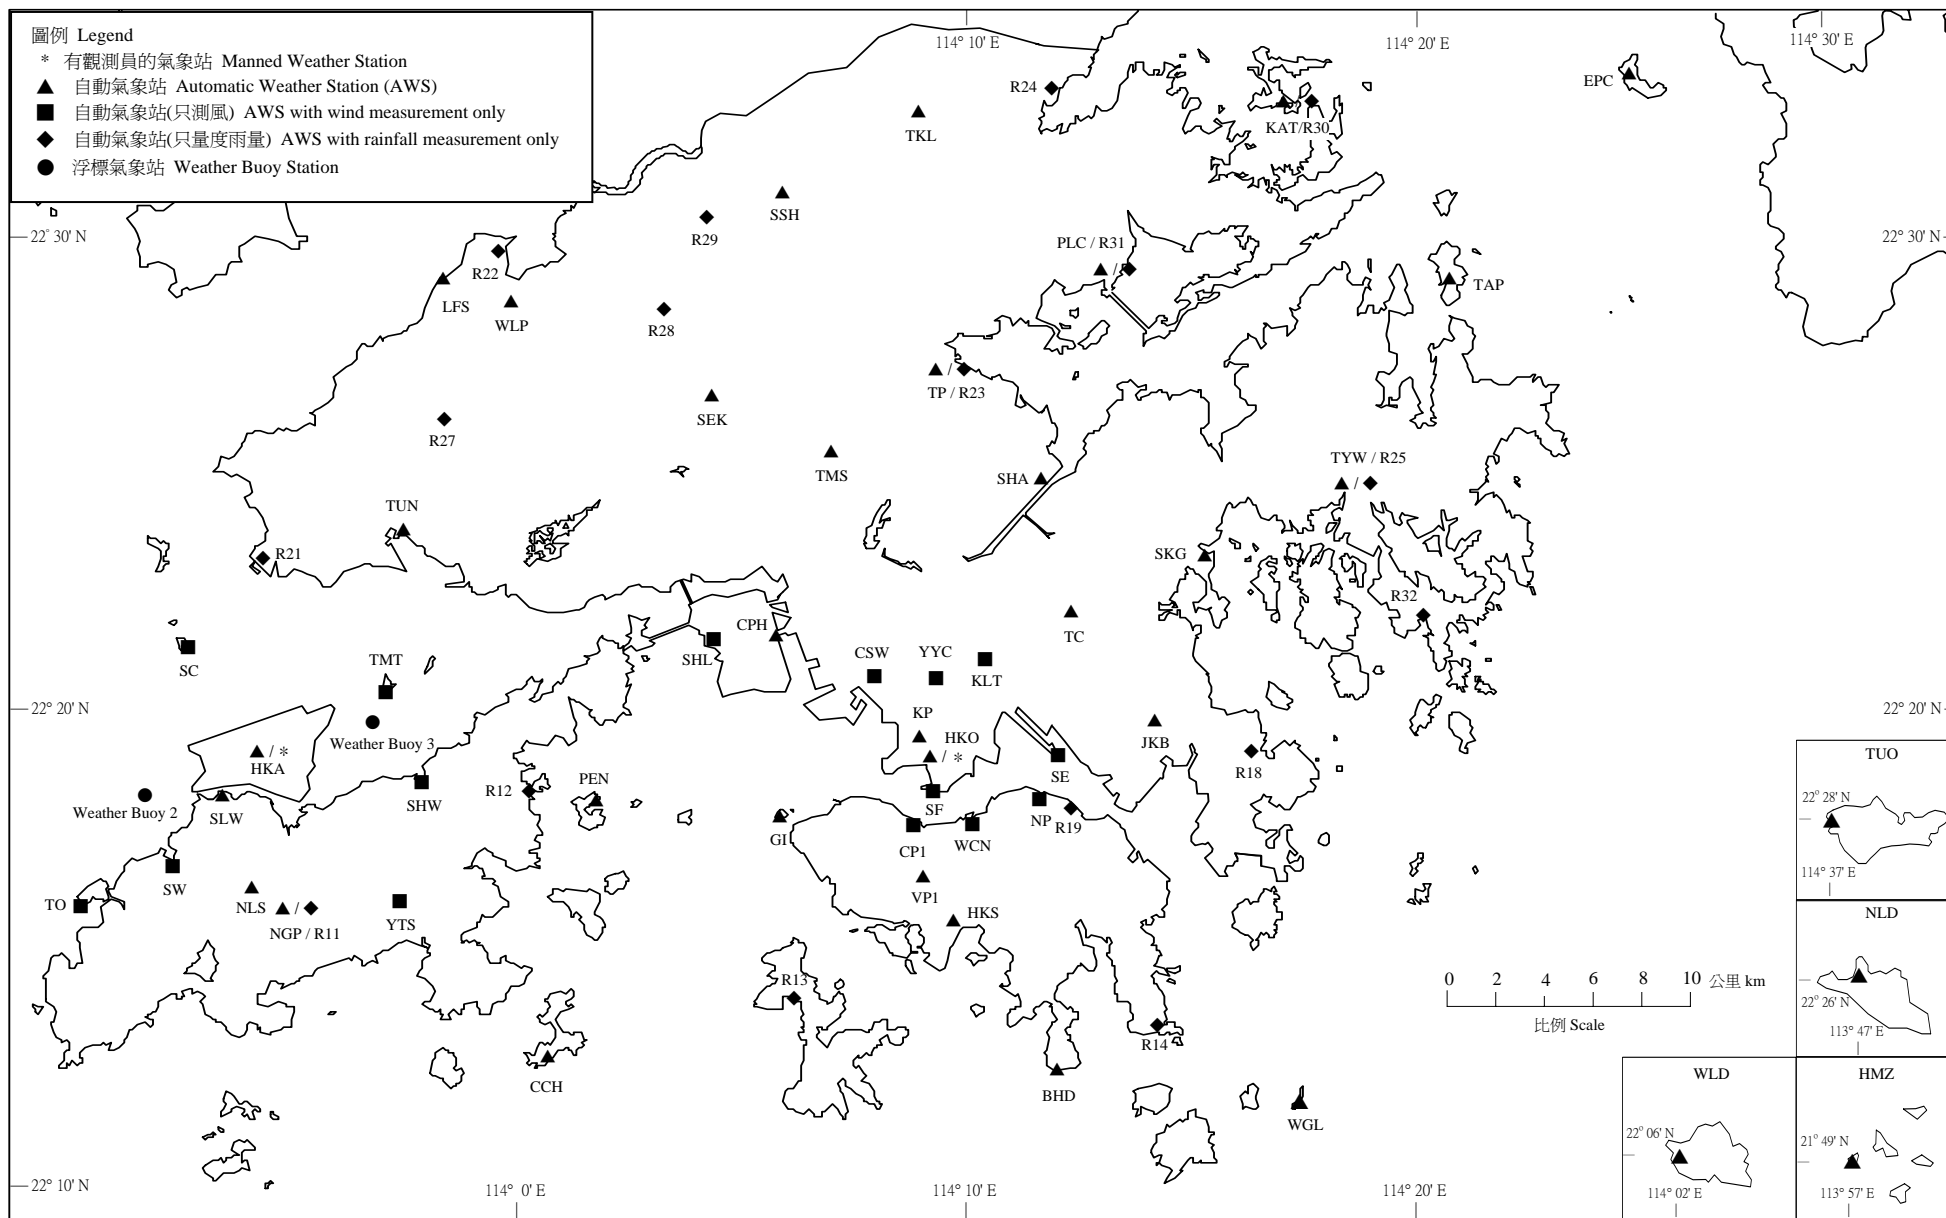 圖例 Legend
* 有觀測員的氣象站 Manned Weather Station
自動氣象站 Automatic Weather Station (AWS)
自動氣象站(只測風) AWS with wind measurement only
自動氣象站(只量度雨量) AWS with rainfall measurement only
浮標氣象站 Weather Buoy Station
114° 10' E
114° 20' E
114° 30' E
EPC
R24
KAT/R30
TKL
SSH
R29
22° 30' N
22° 30' N
PLC / R31
/
R22
LFS
WLP
R28
TAP
/
TP / R23
SEK
R27
TMS
SHA
TYW / R25
/
TUN
R21
SKG
R32
CPH
TC
SC
SHL
TMT
CSW
YYC
KLT
22° 20' N
22° 20' N
KP
HKO
/ *
Weather Buoy 3
/ *
HKA
JKB
SE
R18
TUO
22° 28' N
114° 37' E
SHW
R12
PEN
Weather Buoy 2
SLW
SF
GI
NP
R19
CP1
WCN
SW
VP1
TO
NLS
/
NGP / R11
YTS
HKS
NLD
22° 26' N
113° 47' E
R13
0 2 4 6 8 10 公里 km
比例 Scale
R14
CCH
BHD
WGL
WLD
22° 06' N
114° 02' E
HMZ
21° 49' N
113° 57' E
22° 10' N
114° 0' E
114° 10' E
114° 20' E